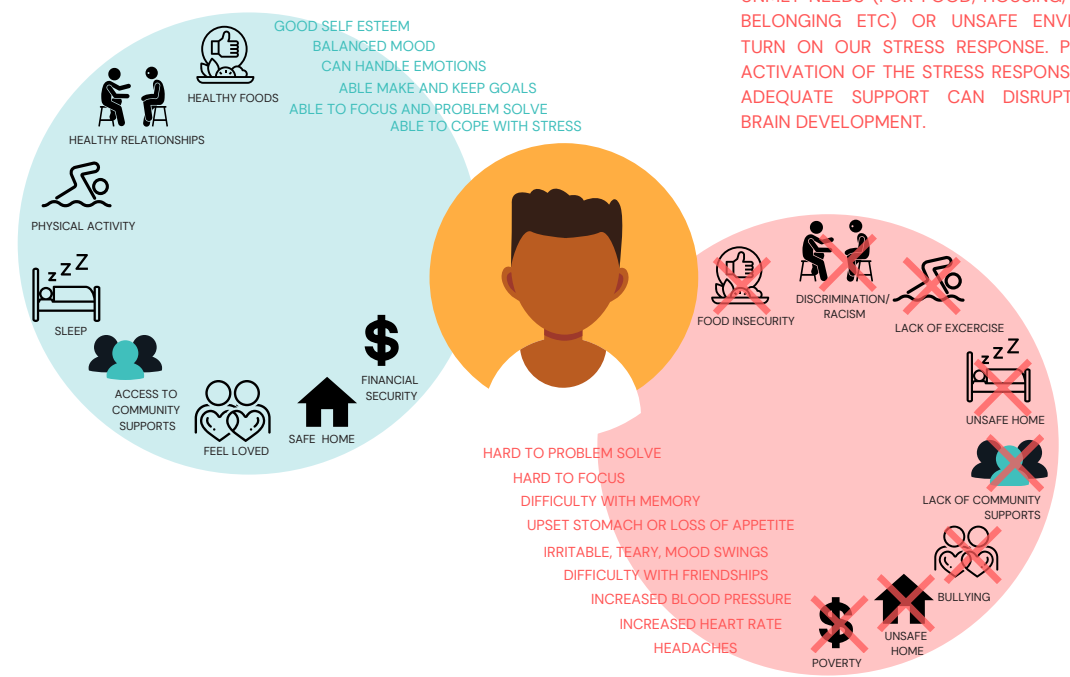 UNMET NEEDS (FOR FOOD, HOUSING,
BELONGING ETC) OR UNSAFE ENVI
TURN ON OUR STRESS RESPONSE. P
ACTIVATION OF THE STRESS RESPONS
ADEQUATE SUPPORT CAN DISRUPT
BRAIN DEVELOPMENT.
GOOD SELF ESTEEM
BALANCED MOOD
CAN HANDLE EMOTIONS
ABLE MAKE AND KEEP GOALS
ABLE TO FOCUS AND PROBLEM SOLVE
ABLE TO COPE WITH STRESS
HEALTHY FOODS
HEALTHY RELATIONSHIPS
PHYSICAL ACTIVITY
z z Z
SLEEP
ACCESS TO
COMMUNITY
SUPPORTS
FEEL LOVED
SAFE HOME
$
FINANCIAL
SECURITY
FOOD INSECURITY
DISCRIMINATION/
RACISM
LACK OF EXCERCISE
z z Z
UNSAFE HOME
LACK OF COMMUNITY
SUPPORTS
BULLYING
UNSAFE
HOME
$
POVERTY
HARD TO PROBLEM SOLVE
HARD TO FOCUS
DIFFICULTY WITH MEMORY
UPSET STOMACH OR LOSS OF APPETITE
IRRITABLE, TEARY, MOOD SWINGS
DIFFICULTY WITH FRIENDSHIPS
INCREASED BLOOD PRESSURE
INCREASED HEART RATE
HEADACHES